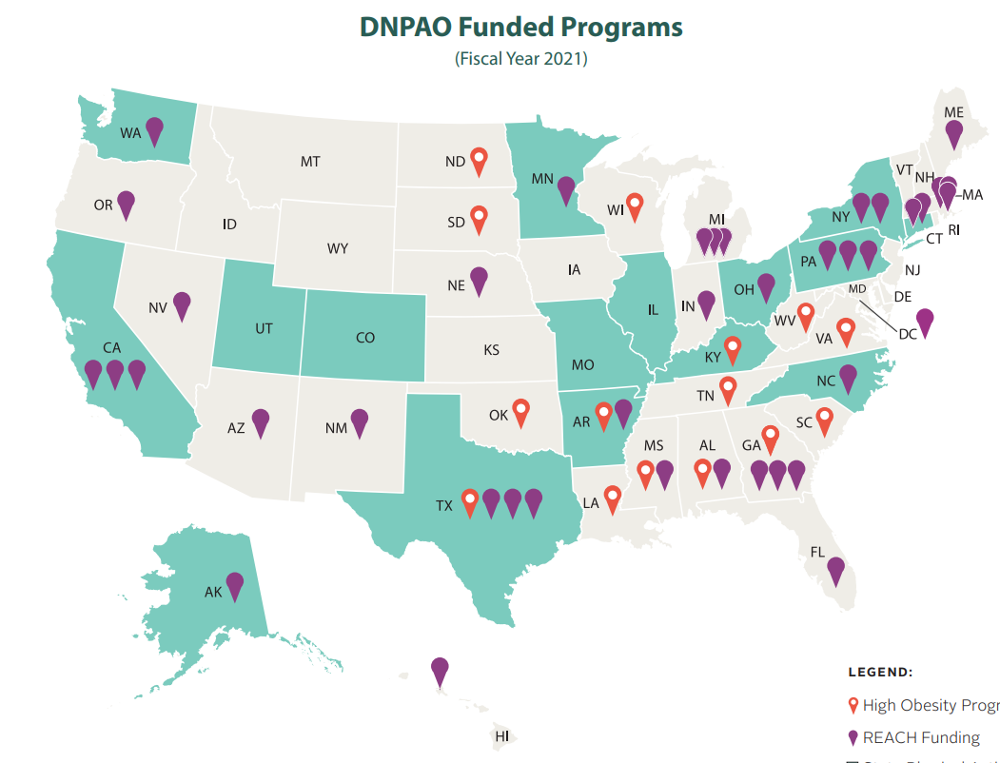 DNPAO Funded Programs
(Fiscal Year 2021)
WA
MT
ND
MN
ME
VT
NH
MA
OR
ID
SD
WI
MI
NY
CT
RI
WY
IA
PA
NJ
NE
MD
DE
NV
UT
CO
IL
IN
OH
WV
VA
DC
CA
KS
MO
KY
NC
AZ
NM
OK
AR
TN
SC
MS
AL
GA
TX
LA
FL
AK
HI
LEGEND:
High Obesity Progr
REACH Funding